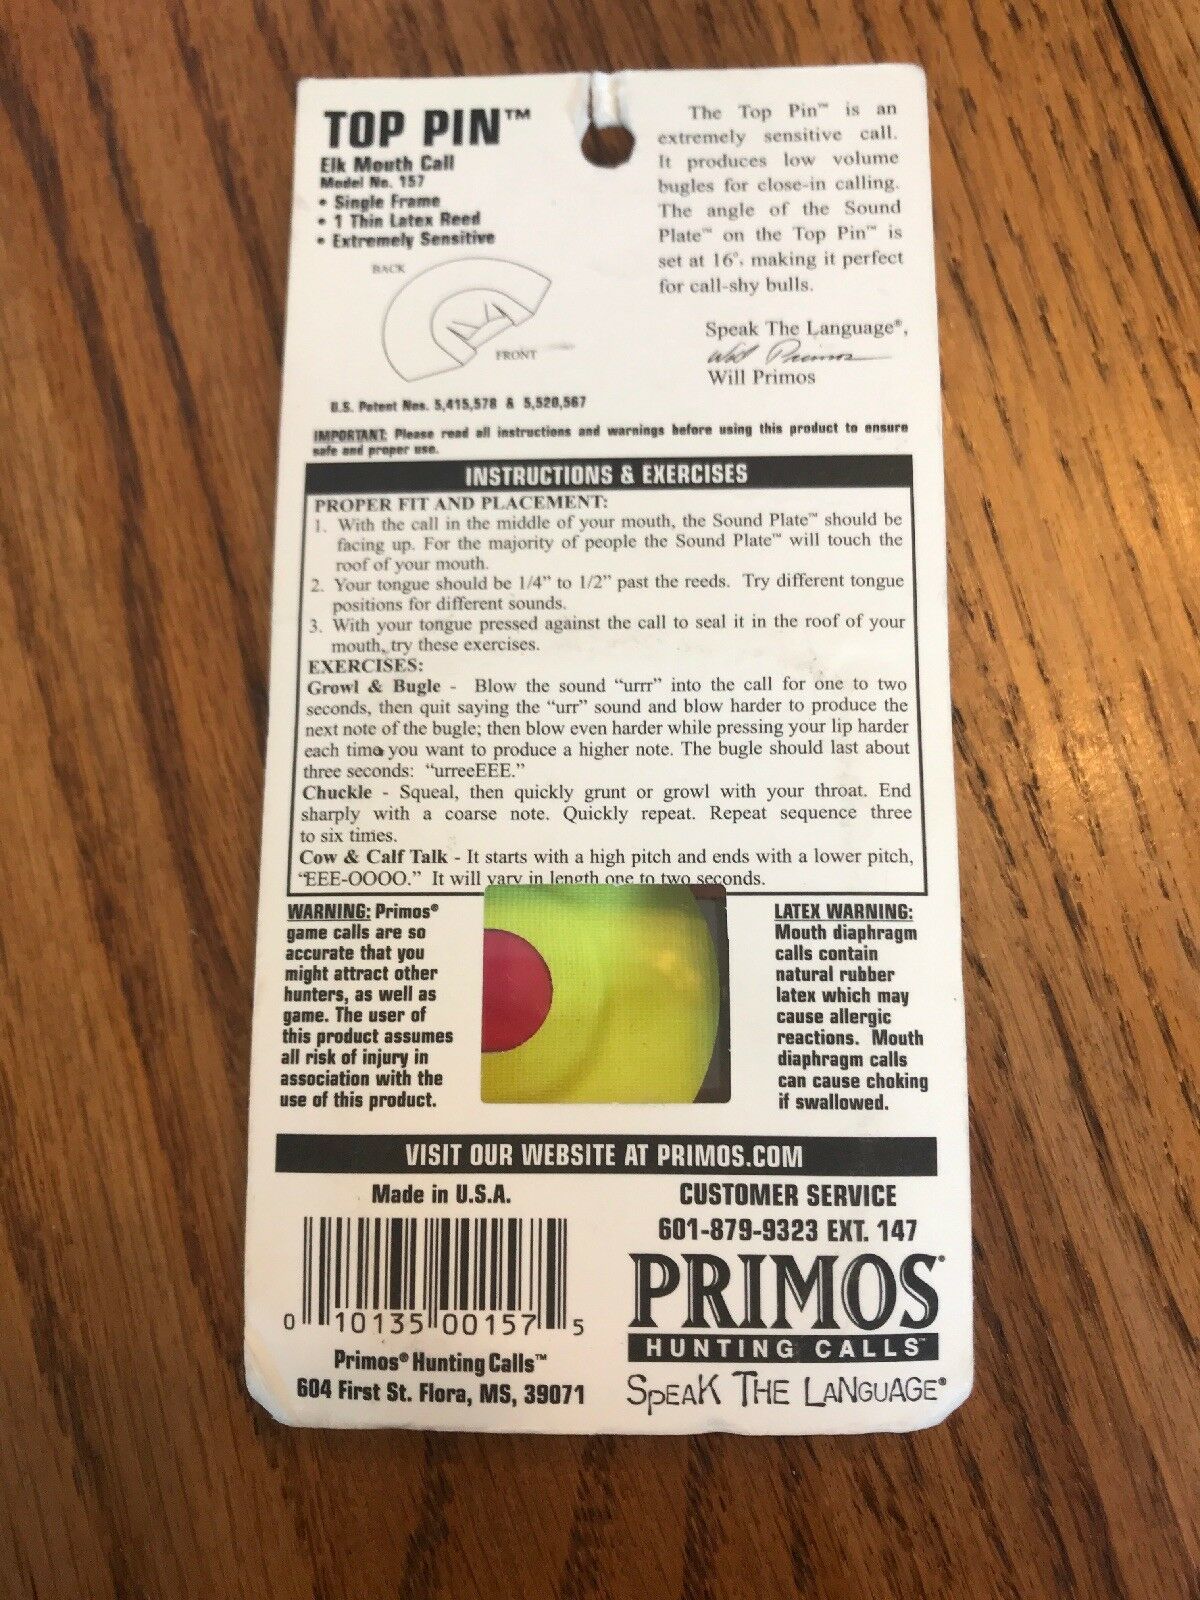 TOP PIN™
Elk Mouth Call
Model No. 157
• Single Frame
• 1 Thin Latex Reed
• Extremely Sensitive
BACK
FRONT
U.S. Patent Nos. 5,415,578 & 5,520,567
The Top Pin™ is an
extremely sensitive call.
It produces low volume
bugles for close-in calling.
The angle of the Sound
Plate™ on the Top Pin™ is
set at 16°, making it perfect
for call-shy bulls.
Speak The Language®,
Will Primos
Will Primos
IMPORTANT: Please read all instructions and warnings before using this product to ensure
safe and proper use.
INSTRUCTIONS & EXERCISES
PROPER FIT AND PLACEMENT:
1. With the call in the middle of your mouth, the Sound Plate™ should be
facing up. For the majority of people the Sound Plate™ will touch the
roof of your mouth.
2. Your tongue should be 1/4” to 1/2” past the reeds. Try different tongue
positions for different sounds.
3. With your tongue pressed against the call to seal it in the roof of your
mouth, try these exercises.
EXERCISES:
Growl & Bugle - Blow the sound “urrr” into the call for one to two
seconds, then quit saying the “urr” sound and blow harder to produce the
next note of the bugle; then blow even harder while pressing your lip harder
each time you want to produce a higher note. The bugle should last about
three seconds: “urreeEEE.”
Chuckle - Squeal, then quickly grunt or growl with your throat. End
sharply with a coarse note. Quickly repeat. Repeat sequence three
to six times.
Cow & Calf Talk - It starts with a high pitch and ends with a lower pitch,
“EEE-OOOO.” It will vary in length one to two seconds.
WARNING: Primos®
game calls are so
accurate that you
might attract other
hunters, as well as
game. The user of
this product assumes
all risk of injury in
association with the
use of this product.
LATEX WARNING:
Mouth diaphragm
calls contain
natural rubber
latex which may
cause allergic
reactions. Mouth
diaphragm calls
can cause choking
if swallowed.
VISIT OUR WEBSITE AT PRIMOS.COM
Made in U.S.A.
0 10135 00157 5
Primos® Hunting Calls™
604 First St. Flora, MS, 39071
CUSTOMER SERVICE
601-879-9323 EXT. 147
PRIMOS®
HUNTING CALLS™
SPEAK THE LANGUAGE®